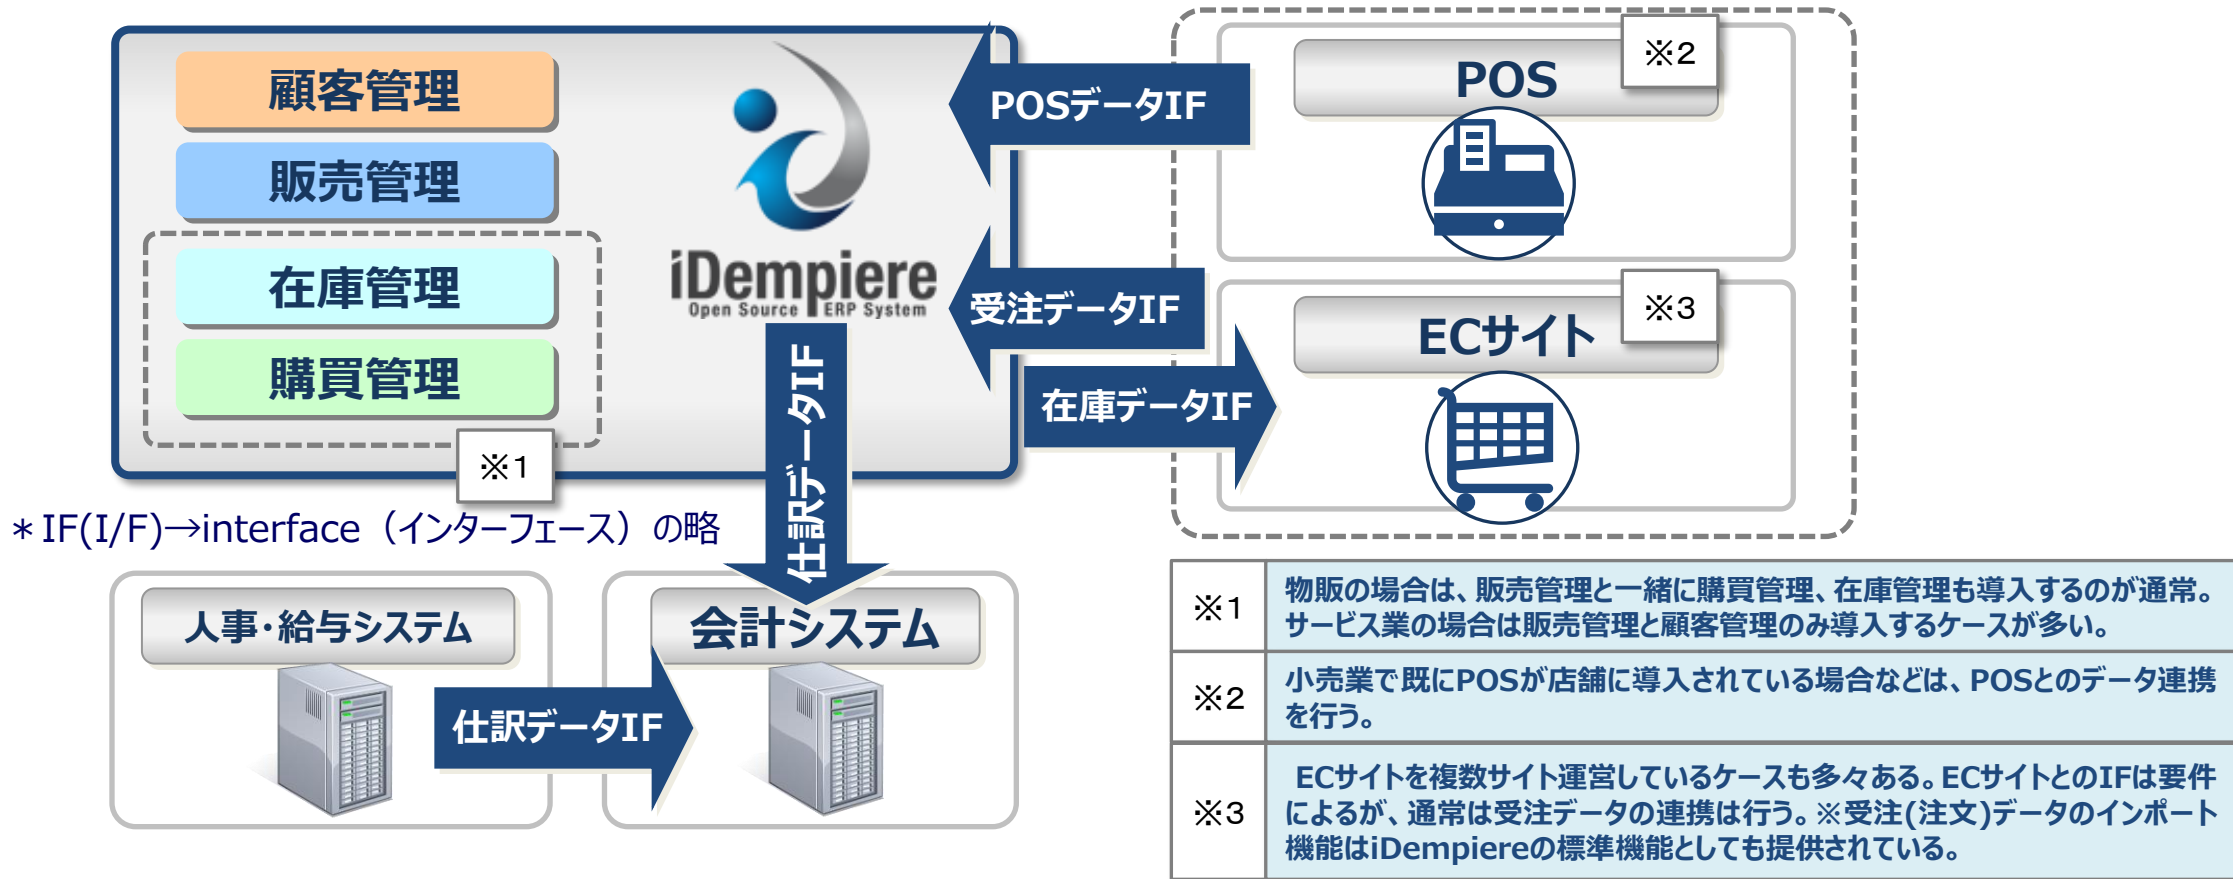 顧客管理
販売管理
在庫管理
購買管理
※1
iDempiere
Open Source ERP System
POSデータIF
受注データIF
在庫データIF
仕訳データIF
POS
※2
ECサイト
※3
＊IF(I/F)→interface（インターフェース）の略
人事・給与システム
仕訳データIF
会計システム
※1
物販の場合は、販売管理と一緒に購買管理、在庫管理も導入するのが通常。
サービス業の場合は販売管理と顧客管理のみ導入するケースが多い。
※2
小売業で既にPOSが店舗に導入されている場合などは、POSとのデータ連携
を行う。
※3
ECサイトを複数サイト運営しているケースも多々ある。ECサイトとのIFは要件
によるが、通常は受注データの連携は行う。※受注(注文)データのインポート
機能はiDempiereの標準機能としても提供されている。